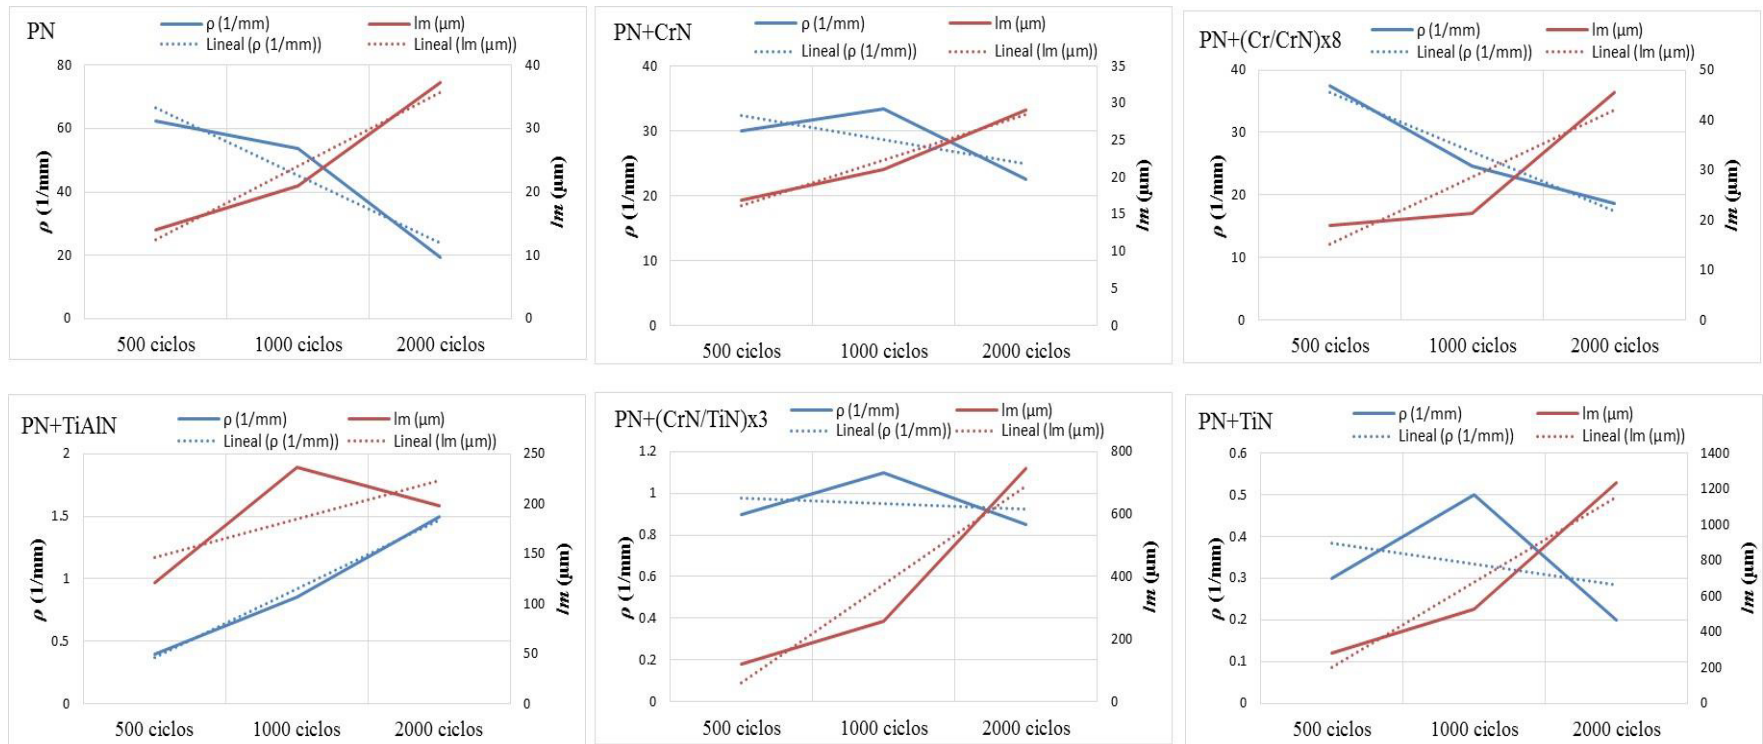 PN
ρ (1/mm) lm (µm)
Lineal (ρ (1/mm)) Lineal (lm (µm))
80 40
60 30
40 20
20 10
0 0
ρ (1/mm)
lm (µm)
500 ciclos 1000 ciclos 2000 ciclos
PN+CrN
ρ (1/mm) lm (µm)
Lineal (ρ (1/mm)) Lineal (lm (µm))
40 35
30
30 25
20 20
15
10 10
5
0 0
ρ (1/mm)
lm (µm)
500 ciclos 1000 ciclos 2000 ciclos
PN+(Cr/CrN)x8
ρ (1/mm) lm (µm)
Lineal (ρ (1/mm)) Lineal (lm (µm))
40 50
40
30
30
20
20
10 10
0 0
ρ (1/mm)
lm (µm)
500 ciclos 1000 ciclos 2000 ciclos
PN+TiAlN
ρ (1/mm) lm (µm)
Lineal (ρ (1/mm)) Lineal (lm (µm))
2 250
200
1.5
150
1
100
0.5 50
0 0
ρ (1/mm)
lm (µm)
500 ciclos 1000 ciclos 2000 ciclos
PN+(CrN/TiN)x3
ρ (1/mm) lm (µm)
Lineal (ρ (1/mm)) Lineal (lm (µm))
1.2 800
1
600
0.8
0.6 400
0.4
200
0.2
0 0
ρ (1/mm)
lm (µm)
500 ciclos 1000 ciclos 2000 ciclos
PN+TiN
ρ (1/mm) lm (µm)
Lineal (ρ (1/mm)) Lineal (lm (µm))
0.6 1400
0.5 1200
1000
0.4
800
0.3
600
0.2 400
0.1 200
0 0
ρ (1/mm)
lm (µm)
500 ciclos 1000 ciclos 2000 ciclos